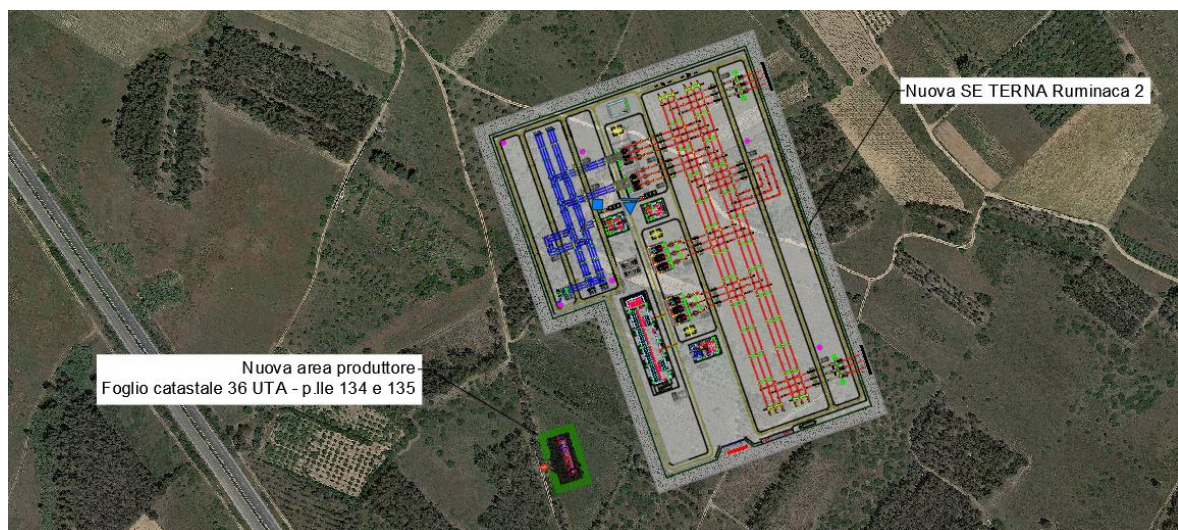 Nuova SE TERNA Ruminaca 2
Nuova area produttore
Foglio catastale 36 UTA - p.lle 134 e 135